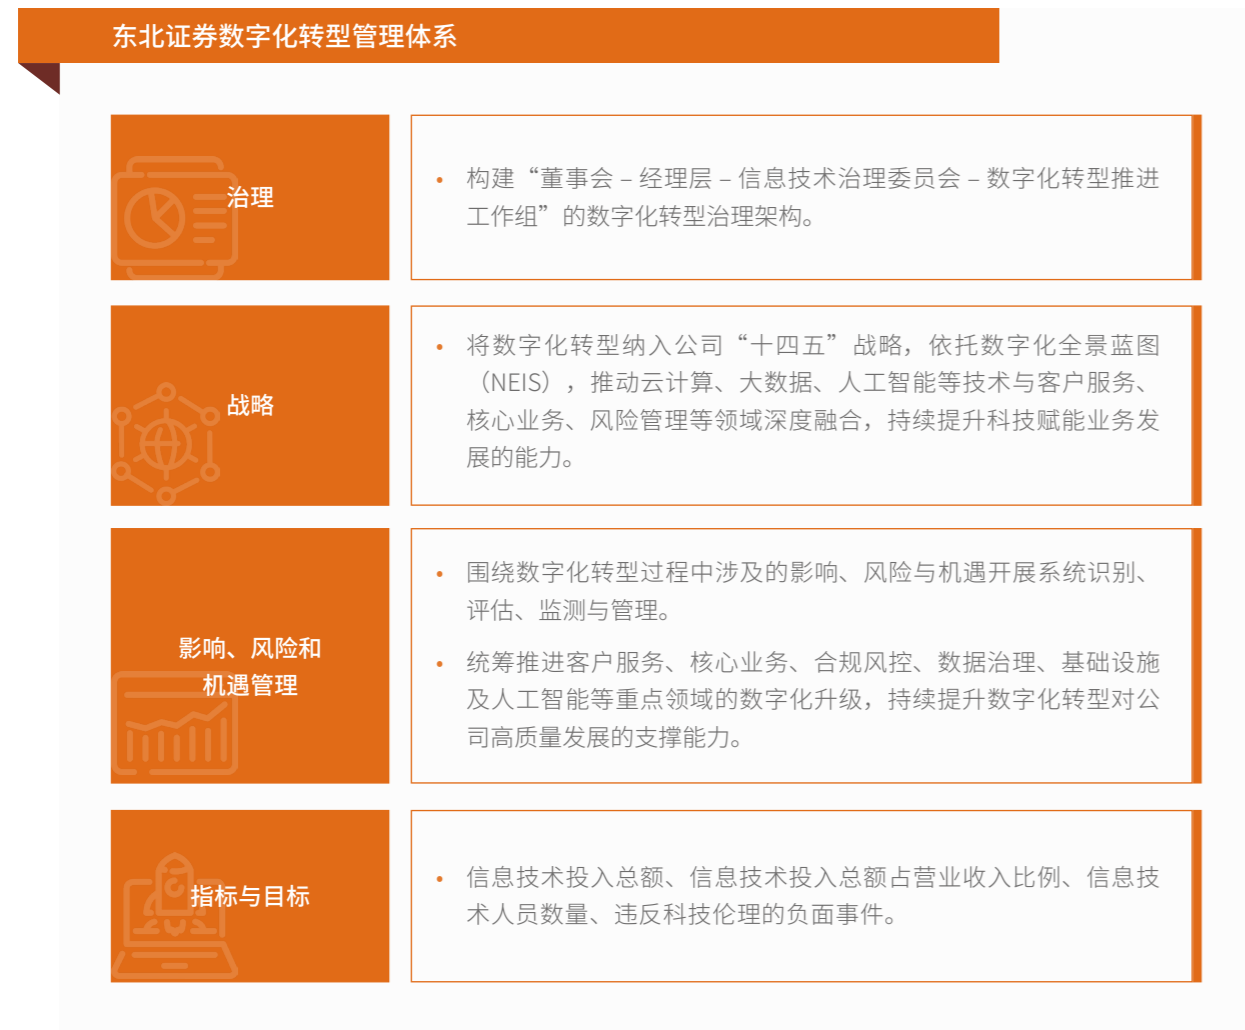 东北证券数字化转型管理体系
治理
• 构建“董事会 – 经理层 – 信息技术治理委员会 – 数字化转型推进
工作组”的数字化转型治理架构。
战略
• 将数字化转型纳入公司“十四五”战略，依托数字化全景蓝图
（NEIS），推动云计算、大数据、人工智能等技术与客户服务、
核心业务、风险管理等领域深度融合，持续提升科技赋能业务发
展的能力。
影响、风险和
机遇管理
• 围绕数字化转型过程中涉及的影响、风险与机遇开展系统识别、
评估、监测与管理。
• 统筹推进客户服务、核心业务、合规风控、数据治理、基础设施
及人工智能等重点领域的数字化升级，持续提升数字化转型对公
司高质量发展的支撑能力。
指标与目标
• 信息技术投入总额、信息技术投入总额占营业收入比例、信息技
术人员数量、违反科技伦理的负面事件。